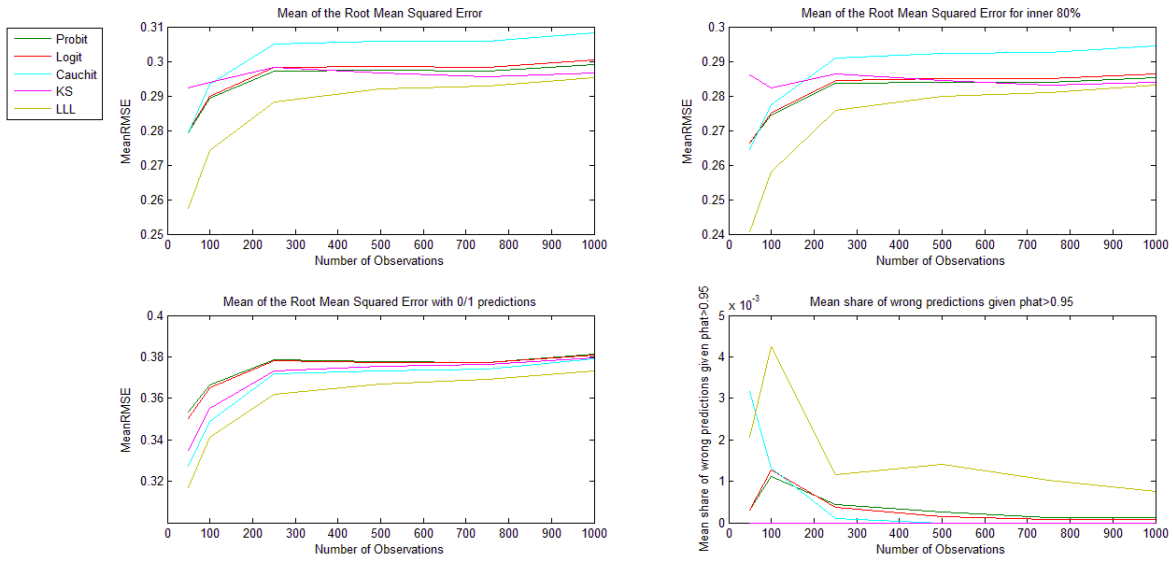 Probit
Logit
Cauchit
KS
LLL
Mean of the Root Mean Squared Error
0.31
0.3
0.29
0.28
0.27
0.26
0.25
MeanRMSE
0 100 200 300 400 500 600 700 800 900 1000
Number of Observations
Mean of the Root Mean Squared Error for inner 80%
0.3
0.29
0.28
0.27
0.26
0.25
0.24
MeanRMSE
0 100 200 300 400 500 600 700 800 900 1000
Number of Observations
Mean of the Root Mean Squared Error with 0/1 predictions
0.4
0.38
0.36
0.34
0.32
MeanRMSE
0 100 200 300 400 500 600 700 800 900 1000
Number of Observations
Mean share of wrong predictions given phat>0.95
x 10-3
5
4
3
2
1
0
Mean share of wrong predictions given phat>0.95
0 100 200 300 400 500 600 700 800 900 1000
Number of Observations